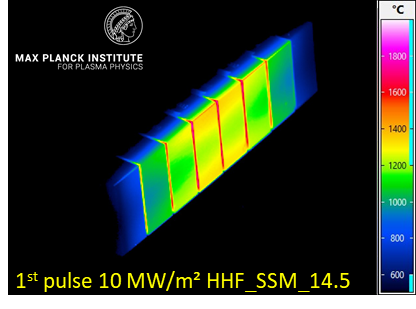 °C
MAX PLANCK INSTITUTE
FOR PLASMA PHYSICS
1800
1600
1400
1200
1000
800
600
1st pulse 10 MW/m² HHF_SSM_14.5